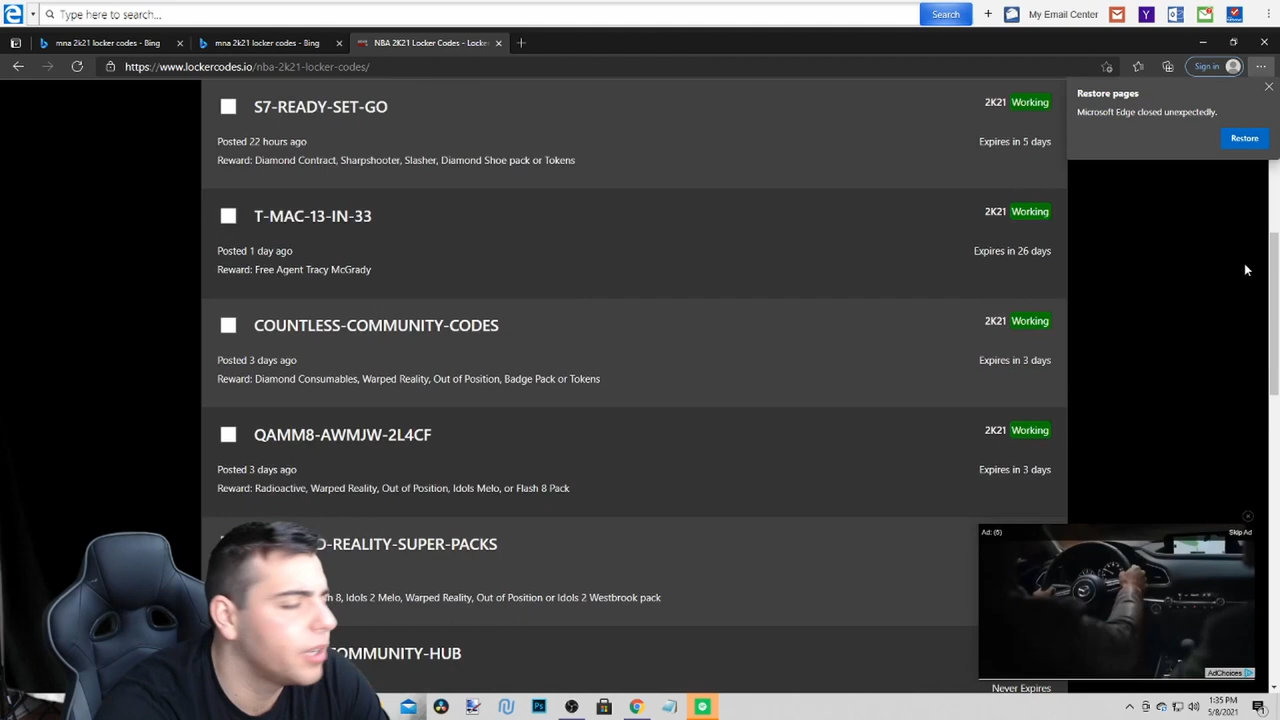 Type here to search...
Search
My Email Center
mna 2k21 locker codes - Bing
mna 2k21 locker codes - Bing
NBA 2K21 Locker Codes - Locker
https://www.lockercodes.io/nba-2k21-locker-codes/
Sign in
Restore pages
Microsoft Edge closed unexpectedly.
Restore
S7-READY-SET-GO
2K21 Working
Posted 22 hours ago
Expires in 5 days
Reward: Diamond Contract, Sharpshooter, Slasher, Diamond Shoe pack or Tokens
T-MAC-13-IN-33
2K21 Working
Posted 1 day ago
Expires in 26 days
Reward: Free Agent Tracy McGrady
COUNTLESS-COMMUNITY-CODES
2K21 Working
Posted 3 days ago
Expires in 3 days
Reward: Diamond Consumables, Warped Reality, Out of Position, Badge Pack or Tokens
QAMM8-AWMJW-2L4CF
2K21 Working
Posted 3 days ago
Expires in 3 days
Reward: Radioactive, Warped Reality, Out of Position, Idols Melo, or Flash 8 Pack
Ad: (5)
Skip Ad
D-REALITY-SUPER-PACKS
h 8, Idols 2 Melo, Warped Reality, Out of Position or Idols 2 Westbrook pack
OMMUNITY-HUB
AdChoices
Never Expires
1:35 PM
5/8/2021